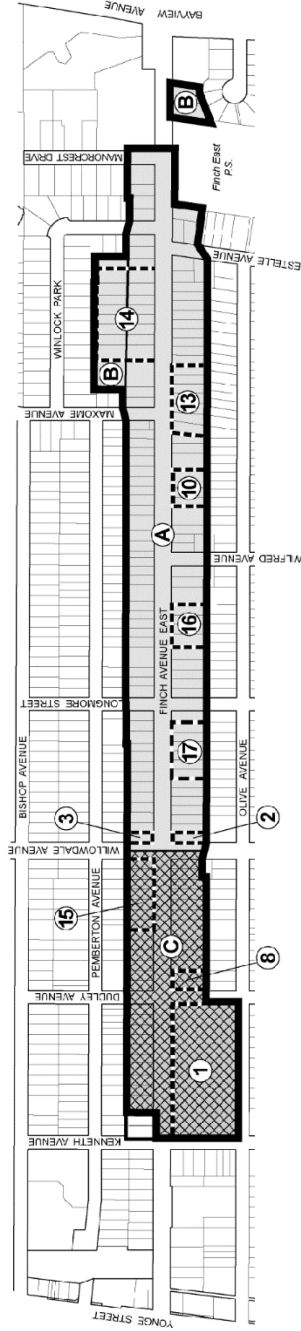 YONGE STREET
KENNETH AVENUE
DUDLEY AVENUE
PEMBERTON AVENUE
BISHOP AVENUE
WILLOWDALE AVENUE
LONGMORE STREET
MAXOME AVENUE
WINLOCK PARK
MANORCREST DRVE
BAYVIEW AVENUE
FINCH AVENUE EAST
OLIVE AVENUE
WILFRED AVENUE
ESTELLE AVENUE
Finch East
P.S.
15
3
B
14
B
A
C
1
8
2
17
16
10
13